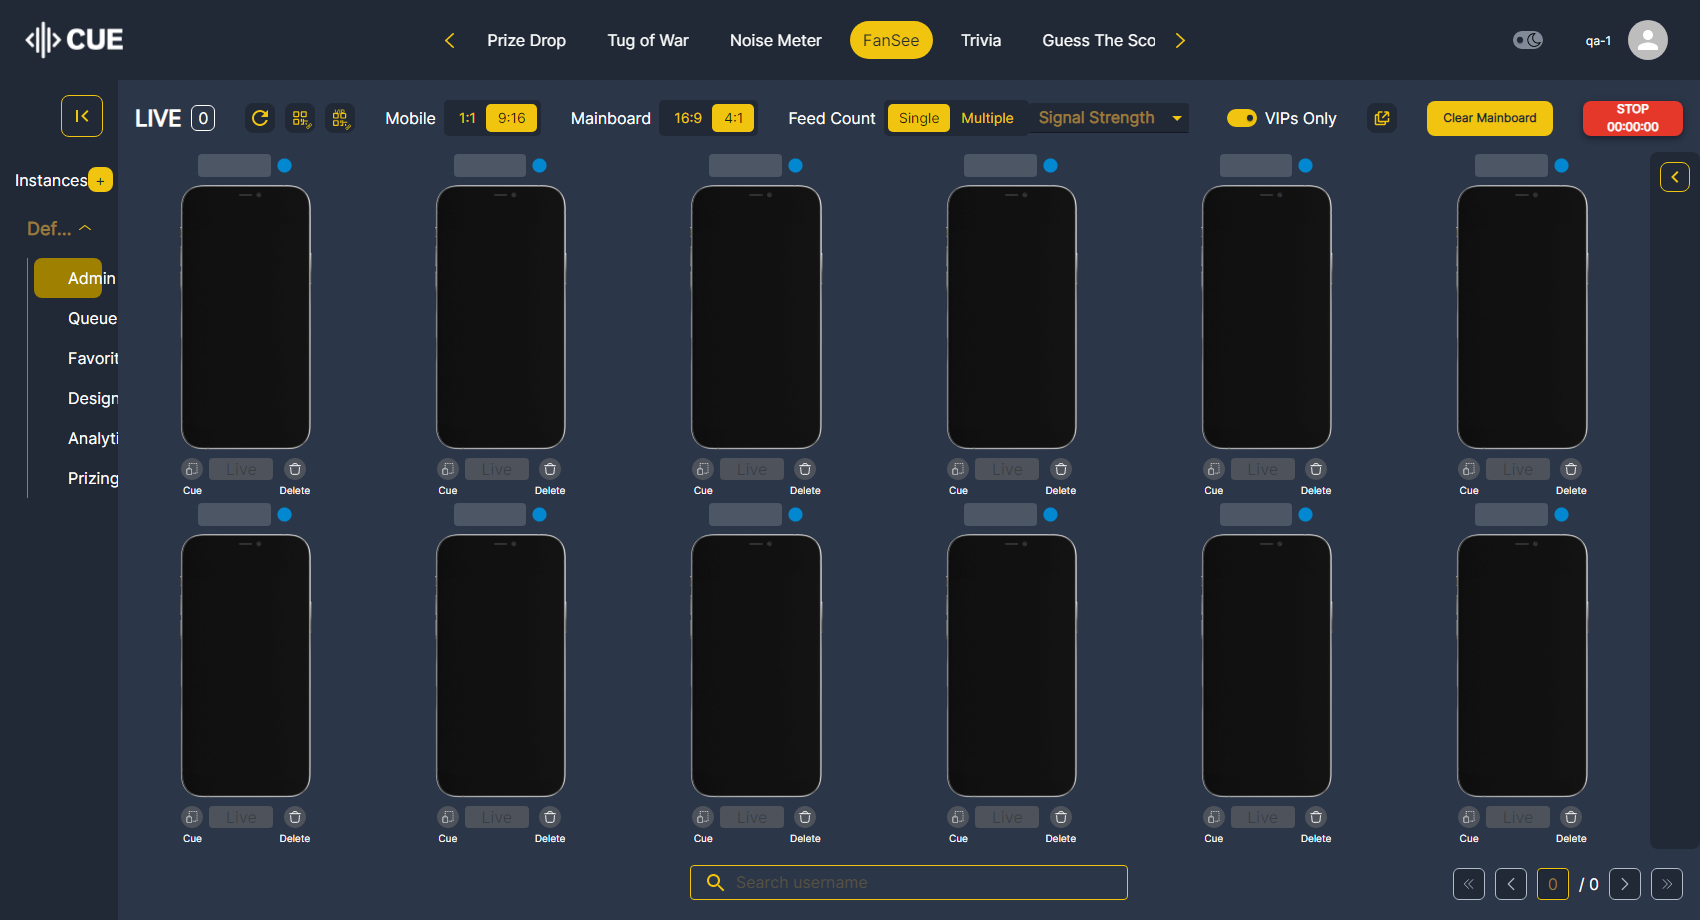 CUE
Prize Drop
Tug of War
Noise Meter
FanSee
Trivia
Guess The Sco
qa-1
LIVE 0
Mobile 1:1 9:16
Mainboard 16:9 4:1
Feed Count Single Multiple
Signal Strength
VIPs Only
Clear Mainboard
STOP
00:00:00
Instances +
Def...
Admin
Queue
Favorit
Design
Analyti
Prizing
Live Live Live Live Live Live
Cue Delete Cue Delete Cue Delete Cue Delete Cue Delete Cue Delete
Live Live Live Live Live Live
Cue Delete Cue Delete Cue Delete Cue Delete Cue Delete Cue Delete
Search username
0 / 0